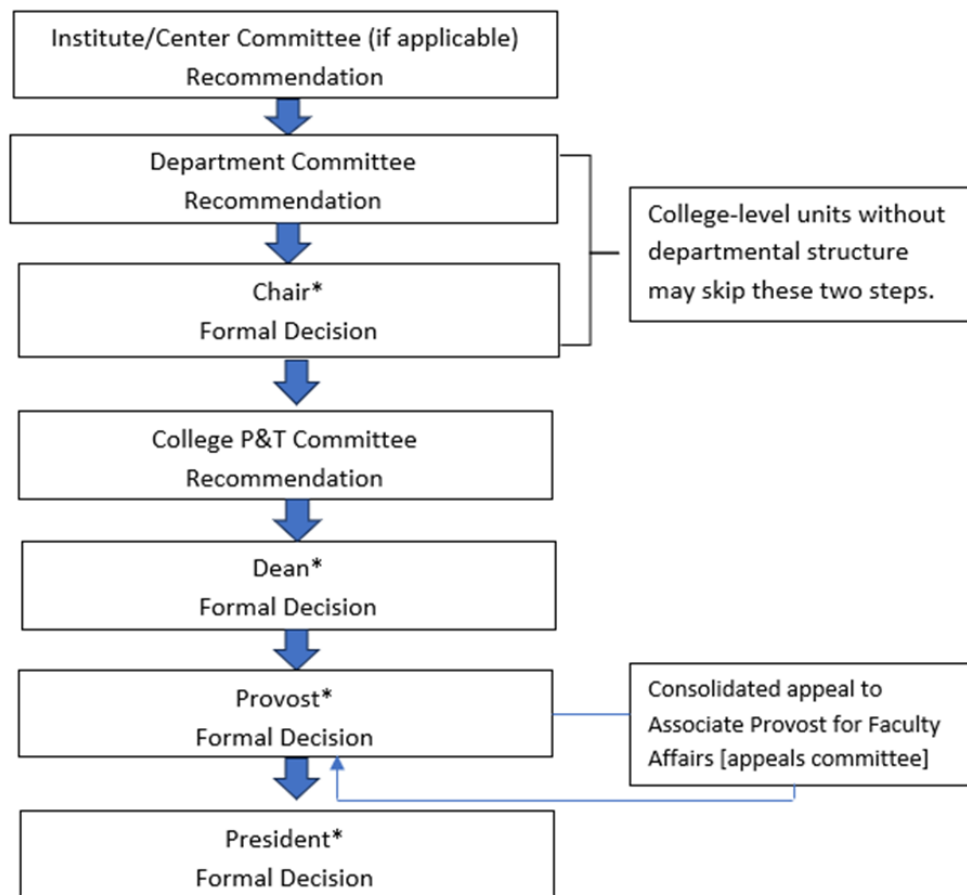 Institute/Center Committee (if applicable)
Recommendation
Department Committee
Recommendation
College-level units without
departmental structure
may skip these two steps.
Chair*
Formal Decision
College P&T Committee
Recommendation
Dean*
Formal Decision
Provost*
Formal Decision
Consolidated appeal to
Associate Provost for Faculty
Affairs [appeals committee]
President*
Formal Decision